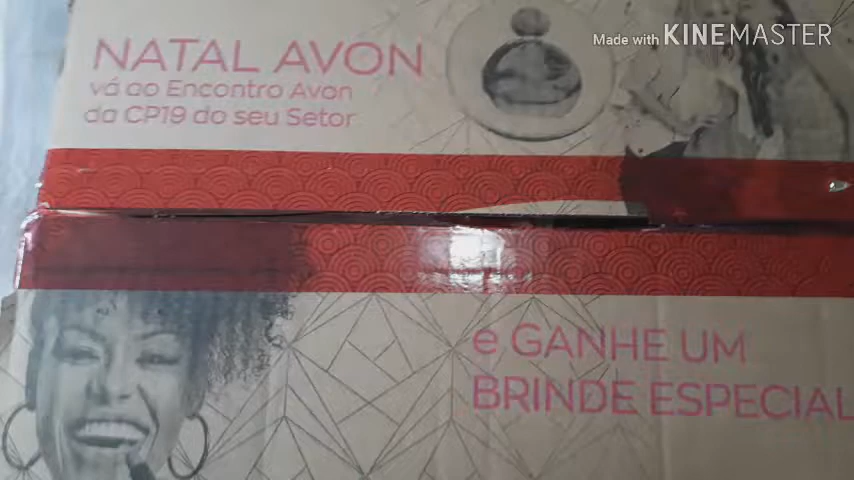 Made with KINEMASTER
NATAL AVON
vá ao Encontro Avon
da CP19 do seu Setor
e GANHE UM
BRINDE ESPECIAL